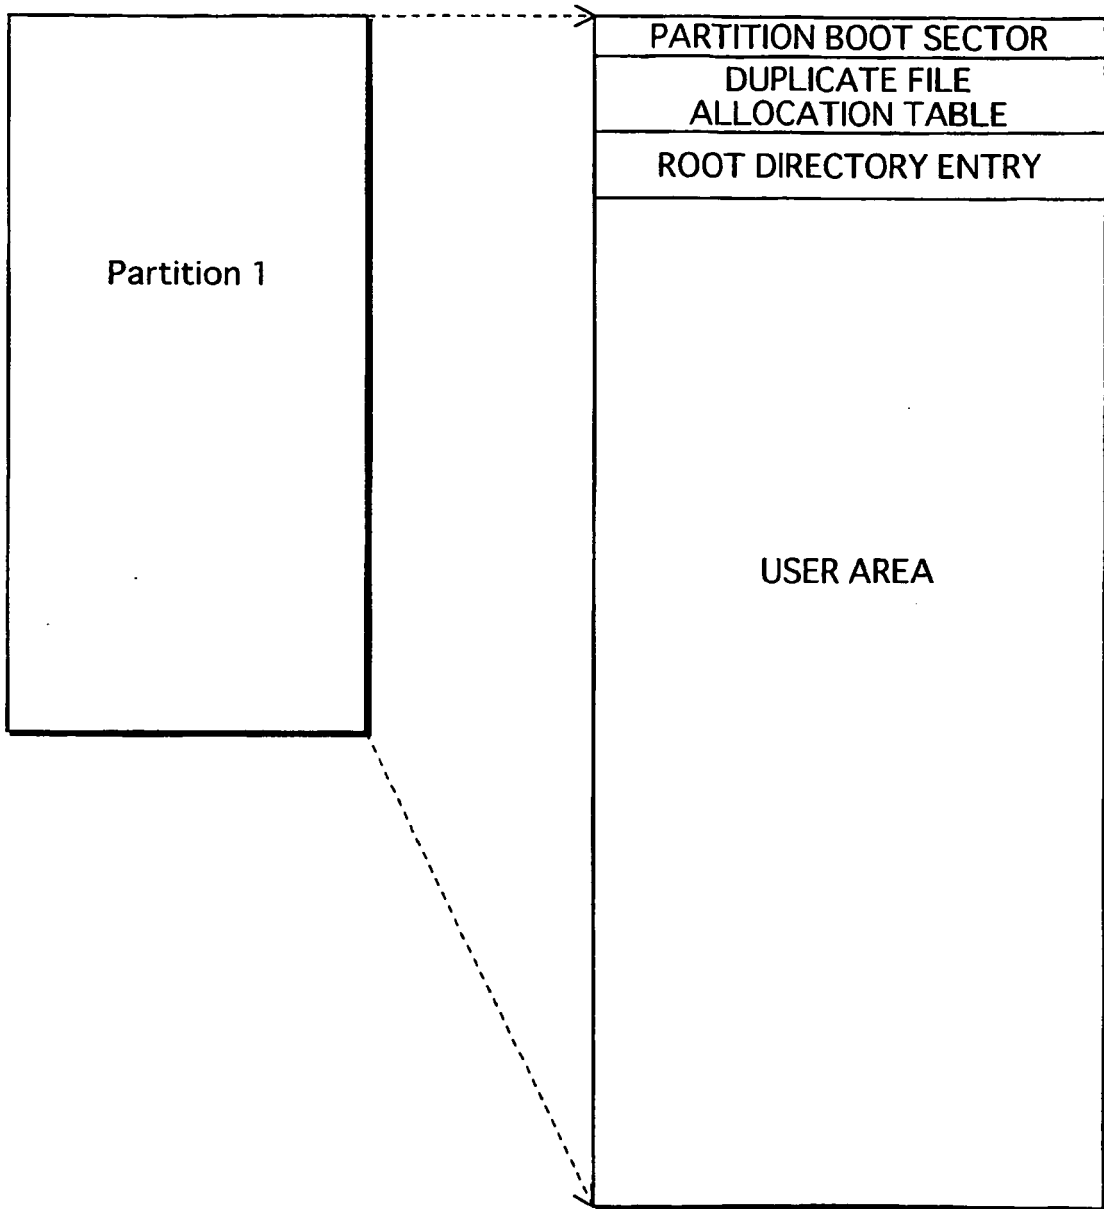 PARTITION BOOT SECTOR
DUPLICATE FILE
ALLOCATION TABLE
ROOT DIRECTORY ENTRY
Partition 1
USER AREA